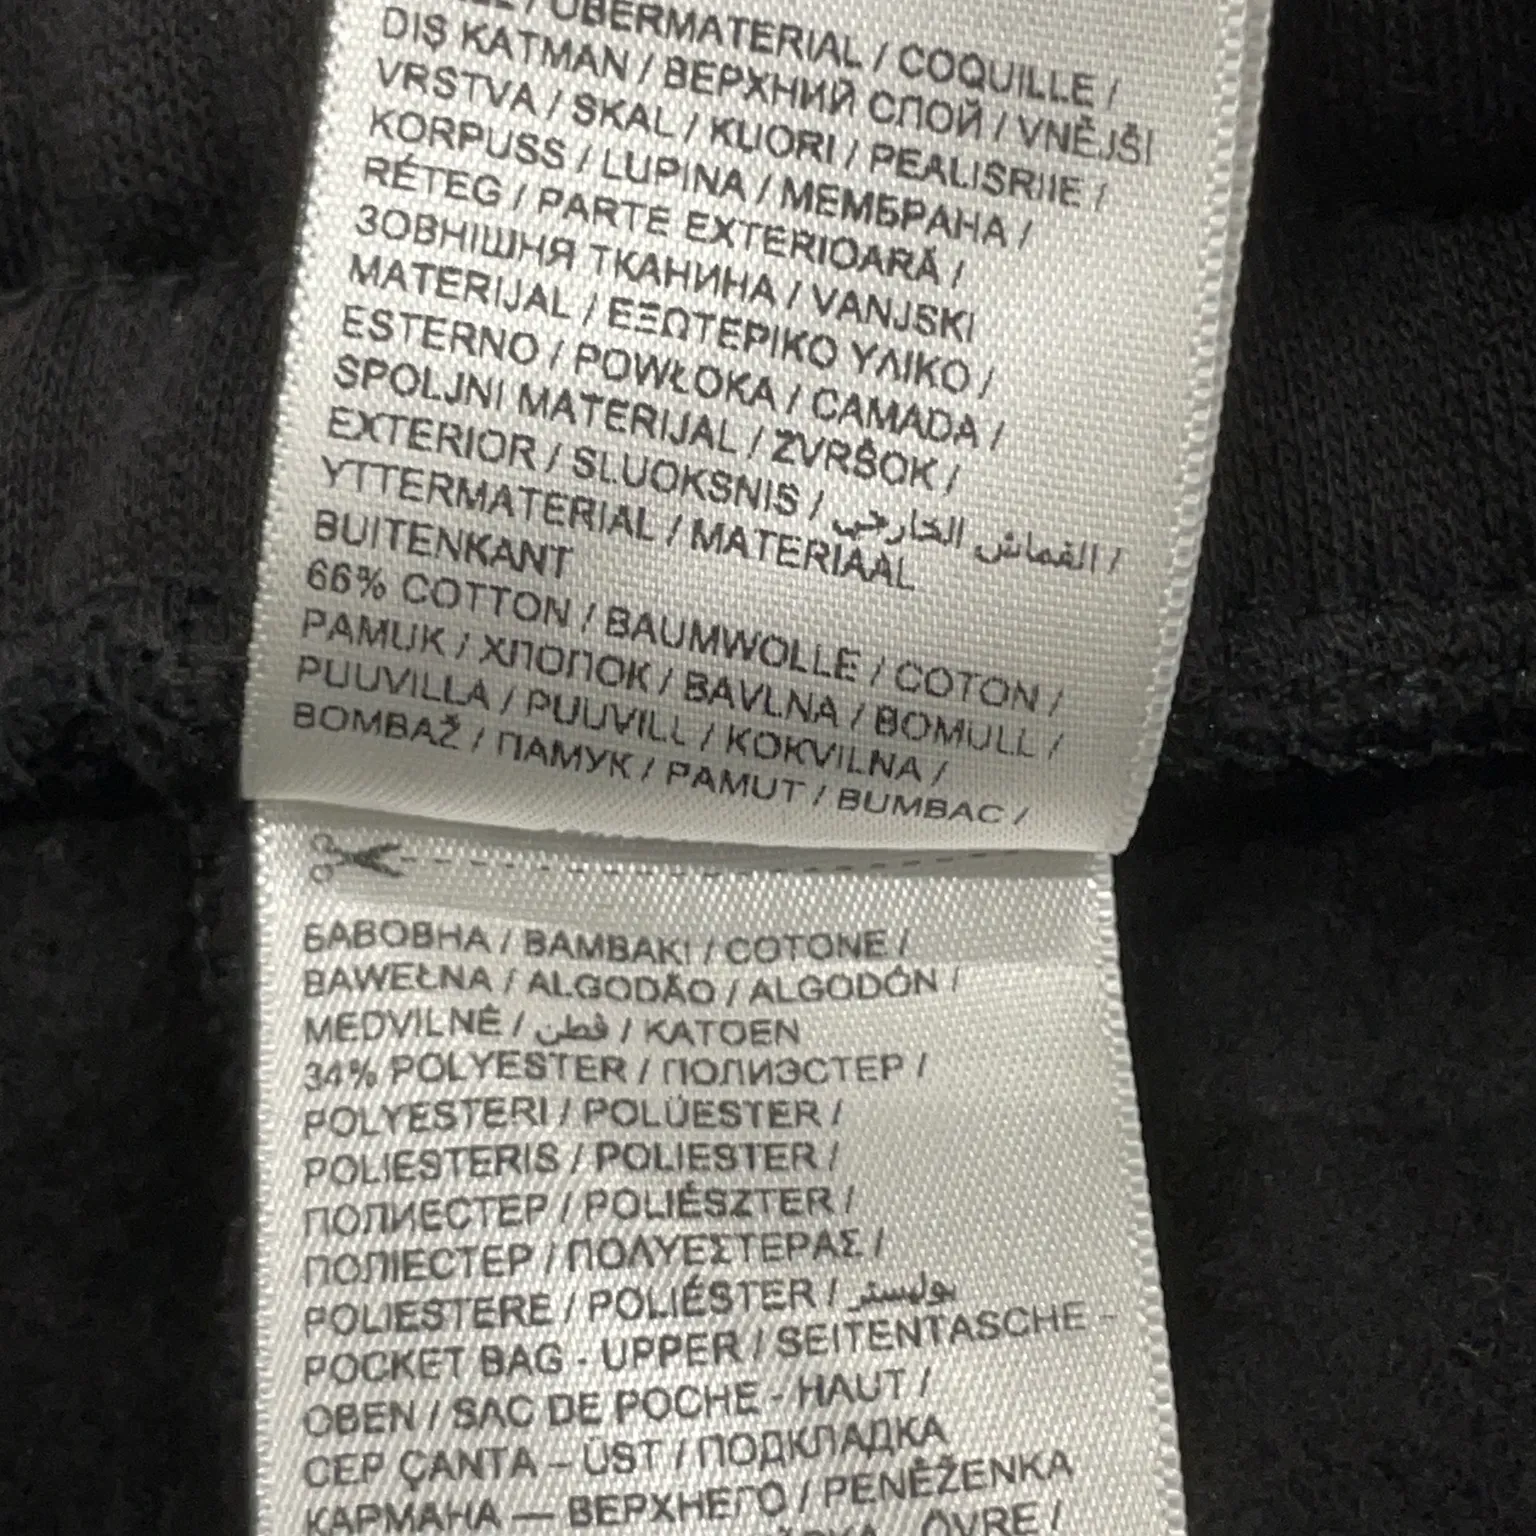 / ÜBERMATERIAL / COQUILLE /
DIŞ KATMAN / ВЕРХНИЙ СЛОЙ / VNĚJŠÍ
VRSTVA / SKAL / KUORI / PEALISRIIE /
KORPUSS / LUPINA / МЕМБРАНА /
RÉTEG / PARTE EXTERIOARĂ /
ЗОВНІШНЯ ТКАНИНА / VANJSKI
MATERIJAL / ΕΞΩΤΕΡΙΚΟ ΥΛΙΚΟ /
ESTERNO / POWŁOKA / CAMADA /
SPOLJNI MATERIJAL / ZVRŠOK /
EXTERIOR / SLUOKSNIS / القماش الخارجي /
YTTERMATERIAL / MATERIAAL
BUITENKANT
66% COTTON / BAUMWOLLE / COTON /
PAMUK / ХЛОПОК / BAVLNA / BOMULL /
PUUVILLA / PUUVILL / KOKVILNA /
BOMBAŽ / ПАМУК / PAMUT / BUMBAC /
БАВОВНА / BAMBAKI / COTONE /
BAWEŁNA / ALGODÃO / ALGODÓN /
MEDVILNĖ / قطن / KATOEN
34% POLYESTER / ПОЛИЭСТЕР /
POLYESTERI / POLÜESTER /
POLIESTERIS / POLIESTER /
ПОЛИЕСТЕР / POLIÉSZTER /
ПОЛІЕСТЕР / ΠΟΛΥΕΣΤΕΡΑΣ /
POLIESTERE / POLIÉSTER / بوليستر
POCKET BAG - UPPER / SEITENTASCHE -
OBEN / SAC DE POCHE - HAUT /
CEP ÇANTA – ÜST / ПОДКЛАДКА
КАРМАНА — ВЕРХНЕГО / PENĚŽENKA
ØVRE /